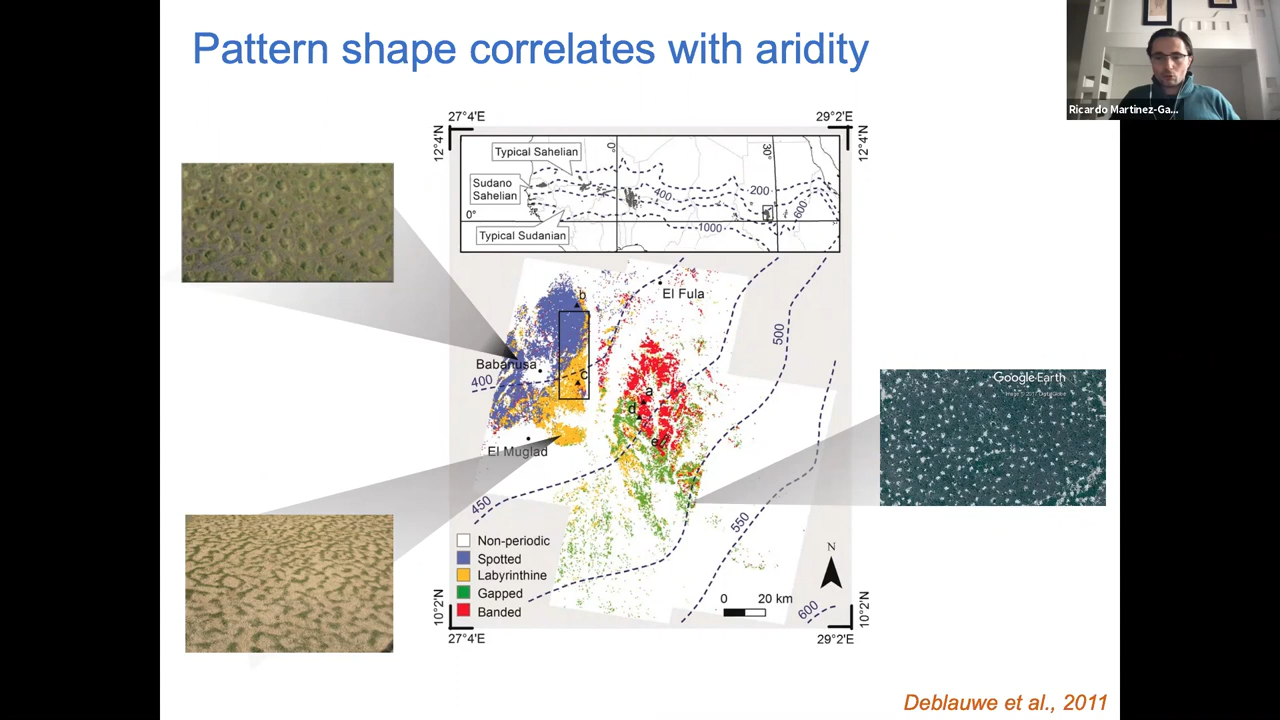 Pattern shape correlates with aridity
Ricardo Martinez-Ga...
27°4'E
29°2'E
12°4'N
12°4'N
Typical Sahelian
0°
30°
Sudano
Sahelian
400
200
600
0°
1000
Typical Sudanian
b
El Fula
500
Babanusa
400
c
a
d
e
El Muglad
Google Earth
450
550
Non-periodic
Spotted
Labyrinthine
Gapped
Banded
N
0 20 km
600
10°2'N
10°2'N
27°4'E
29°2'E
Deblauwe et al., 2011